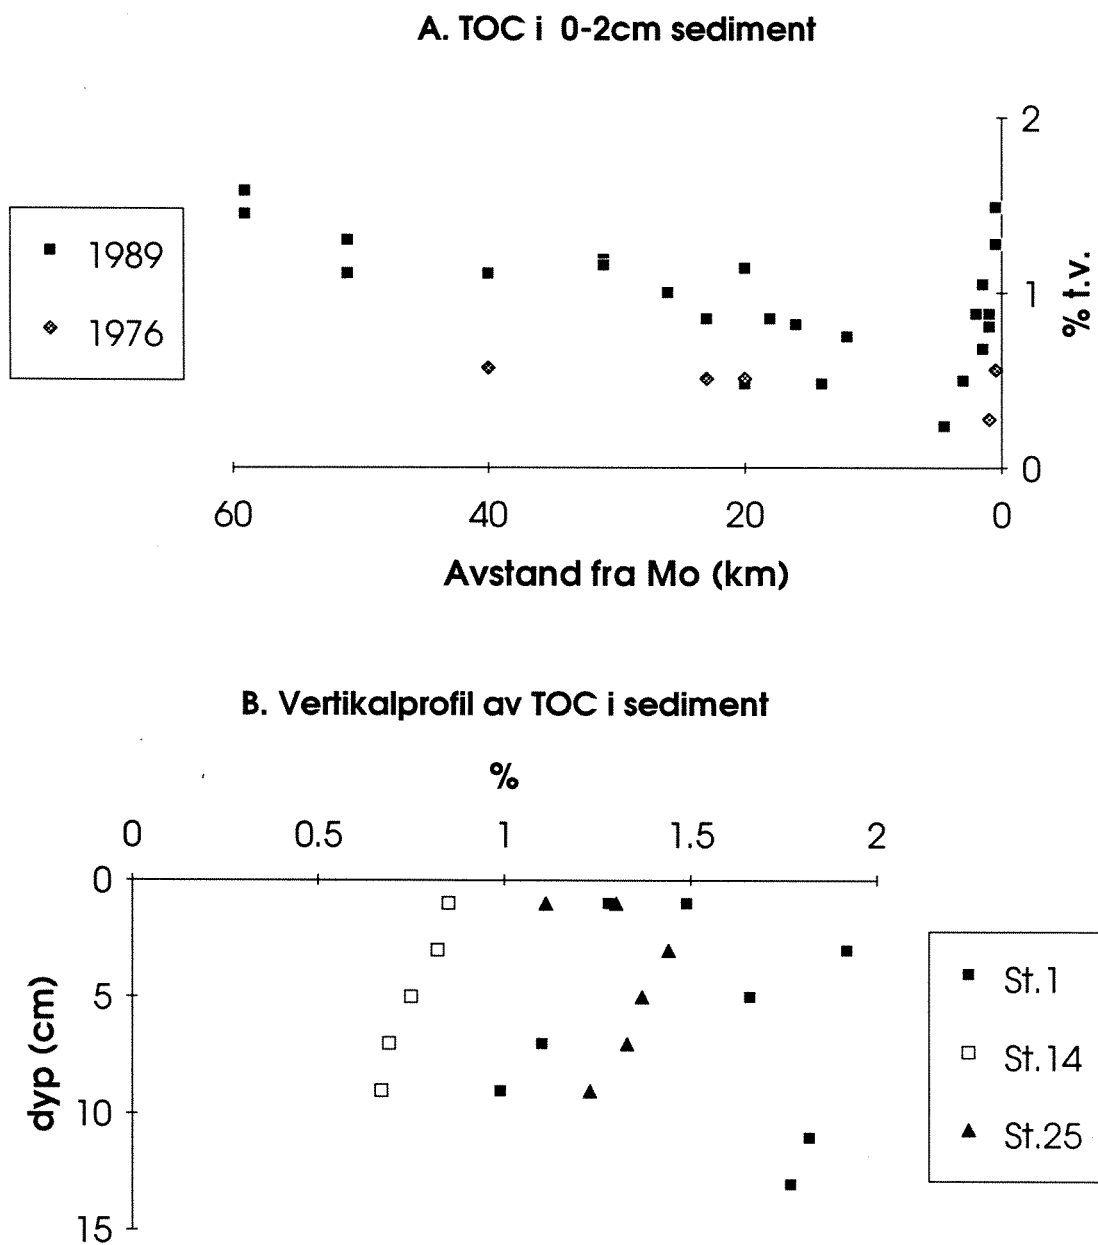 A. TOC i 0-2cm sediment
2
1989
1976
1
% t.v.
0
60 40 20 0
Avstand fra Mo (km)
B. Vertikalprofil av TOC i sediment
%
0 0.5 1 1.5 2
0
5
10
15
dyp (cm)
St.1
St.14
St.25